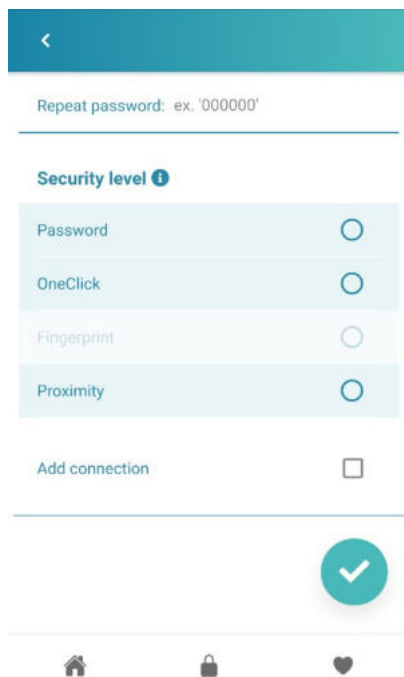 Repeat password: ex. '000000'
Security level
Password
OneClick
Fingerprint
Proximity
Add connection